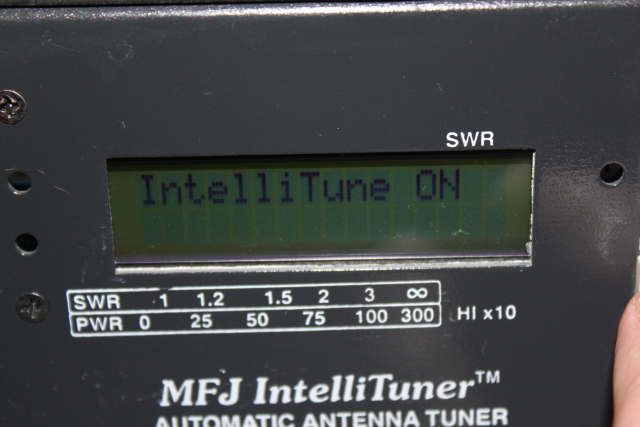 SWR
IntelliTune ON
SWR 1 1.2 1.5 2 3 ∞
PWR 0 25 50 75 100 300 HI x10
MFJ IntelliTuner™
AUTOMATIC ANTENNA TUNER